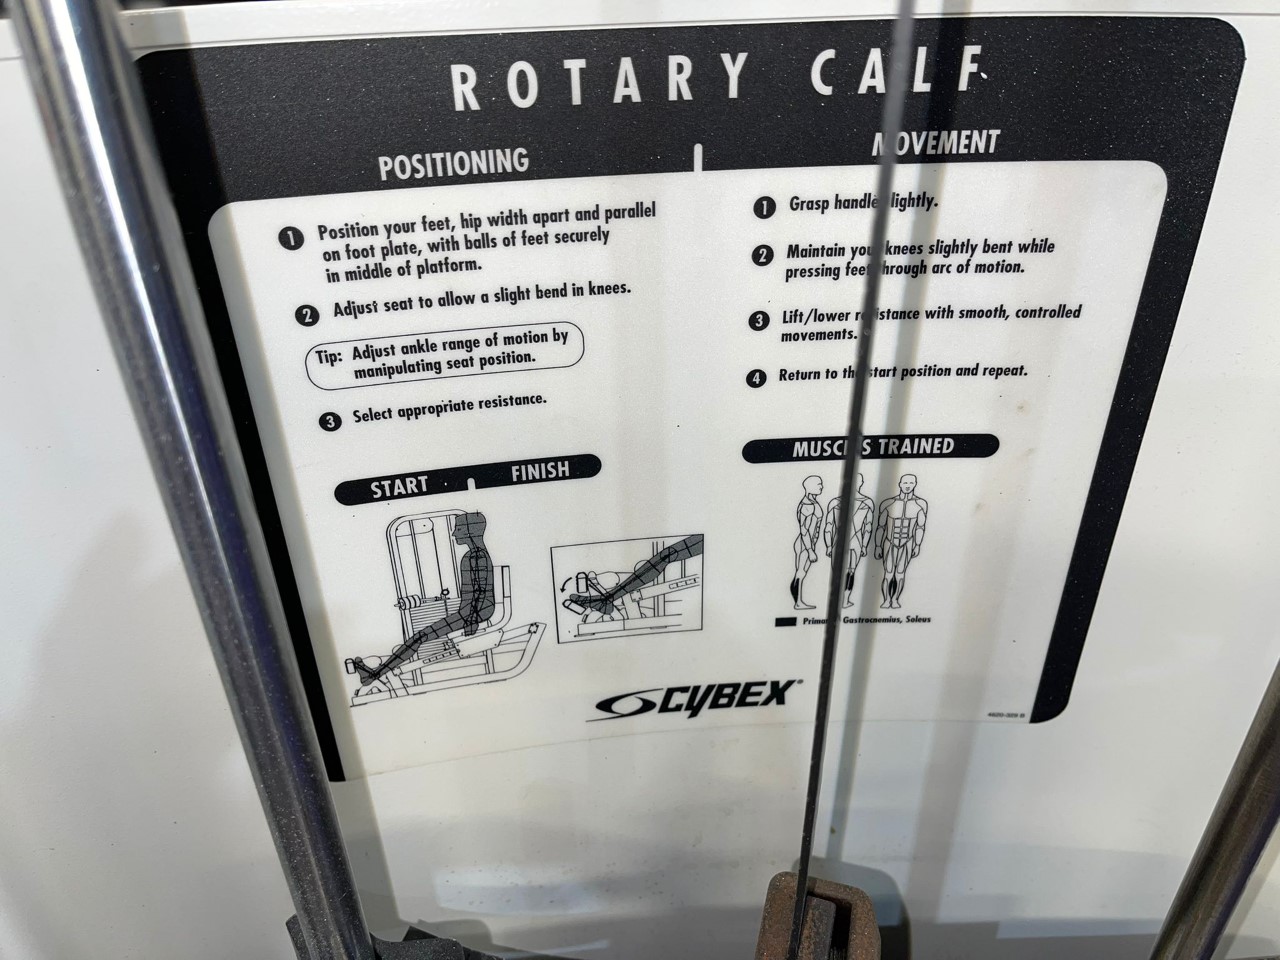 ROTARY CALF
POSITIONING
MOVEMENT
1 Position your feet, hip width apart and parallel
on foot plate, with balls of feet securely
in middle of platform.
2 Adjust seat to allow a slight bend in knees.
Tip: Adjust ankle range of motion by
manipulating seat position.
3 Select appropriate resistance.
START
FINISH
1 Grasp handle lightly.
2 Maintain your knees slightly bent while
pressing feet through arc of motion.
3 Lift/lower resistance with smooth, controlled
movements.
4 Return to the start position and repeat.
MUSCLES TRAINED
Primary Gastrocnemius, Soleus
CYBEX